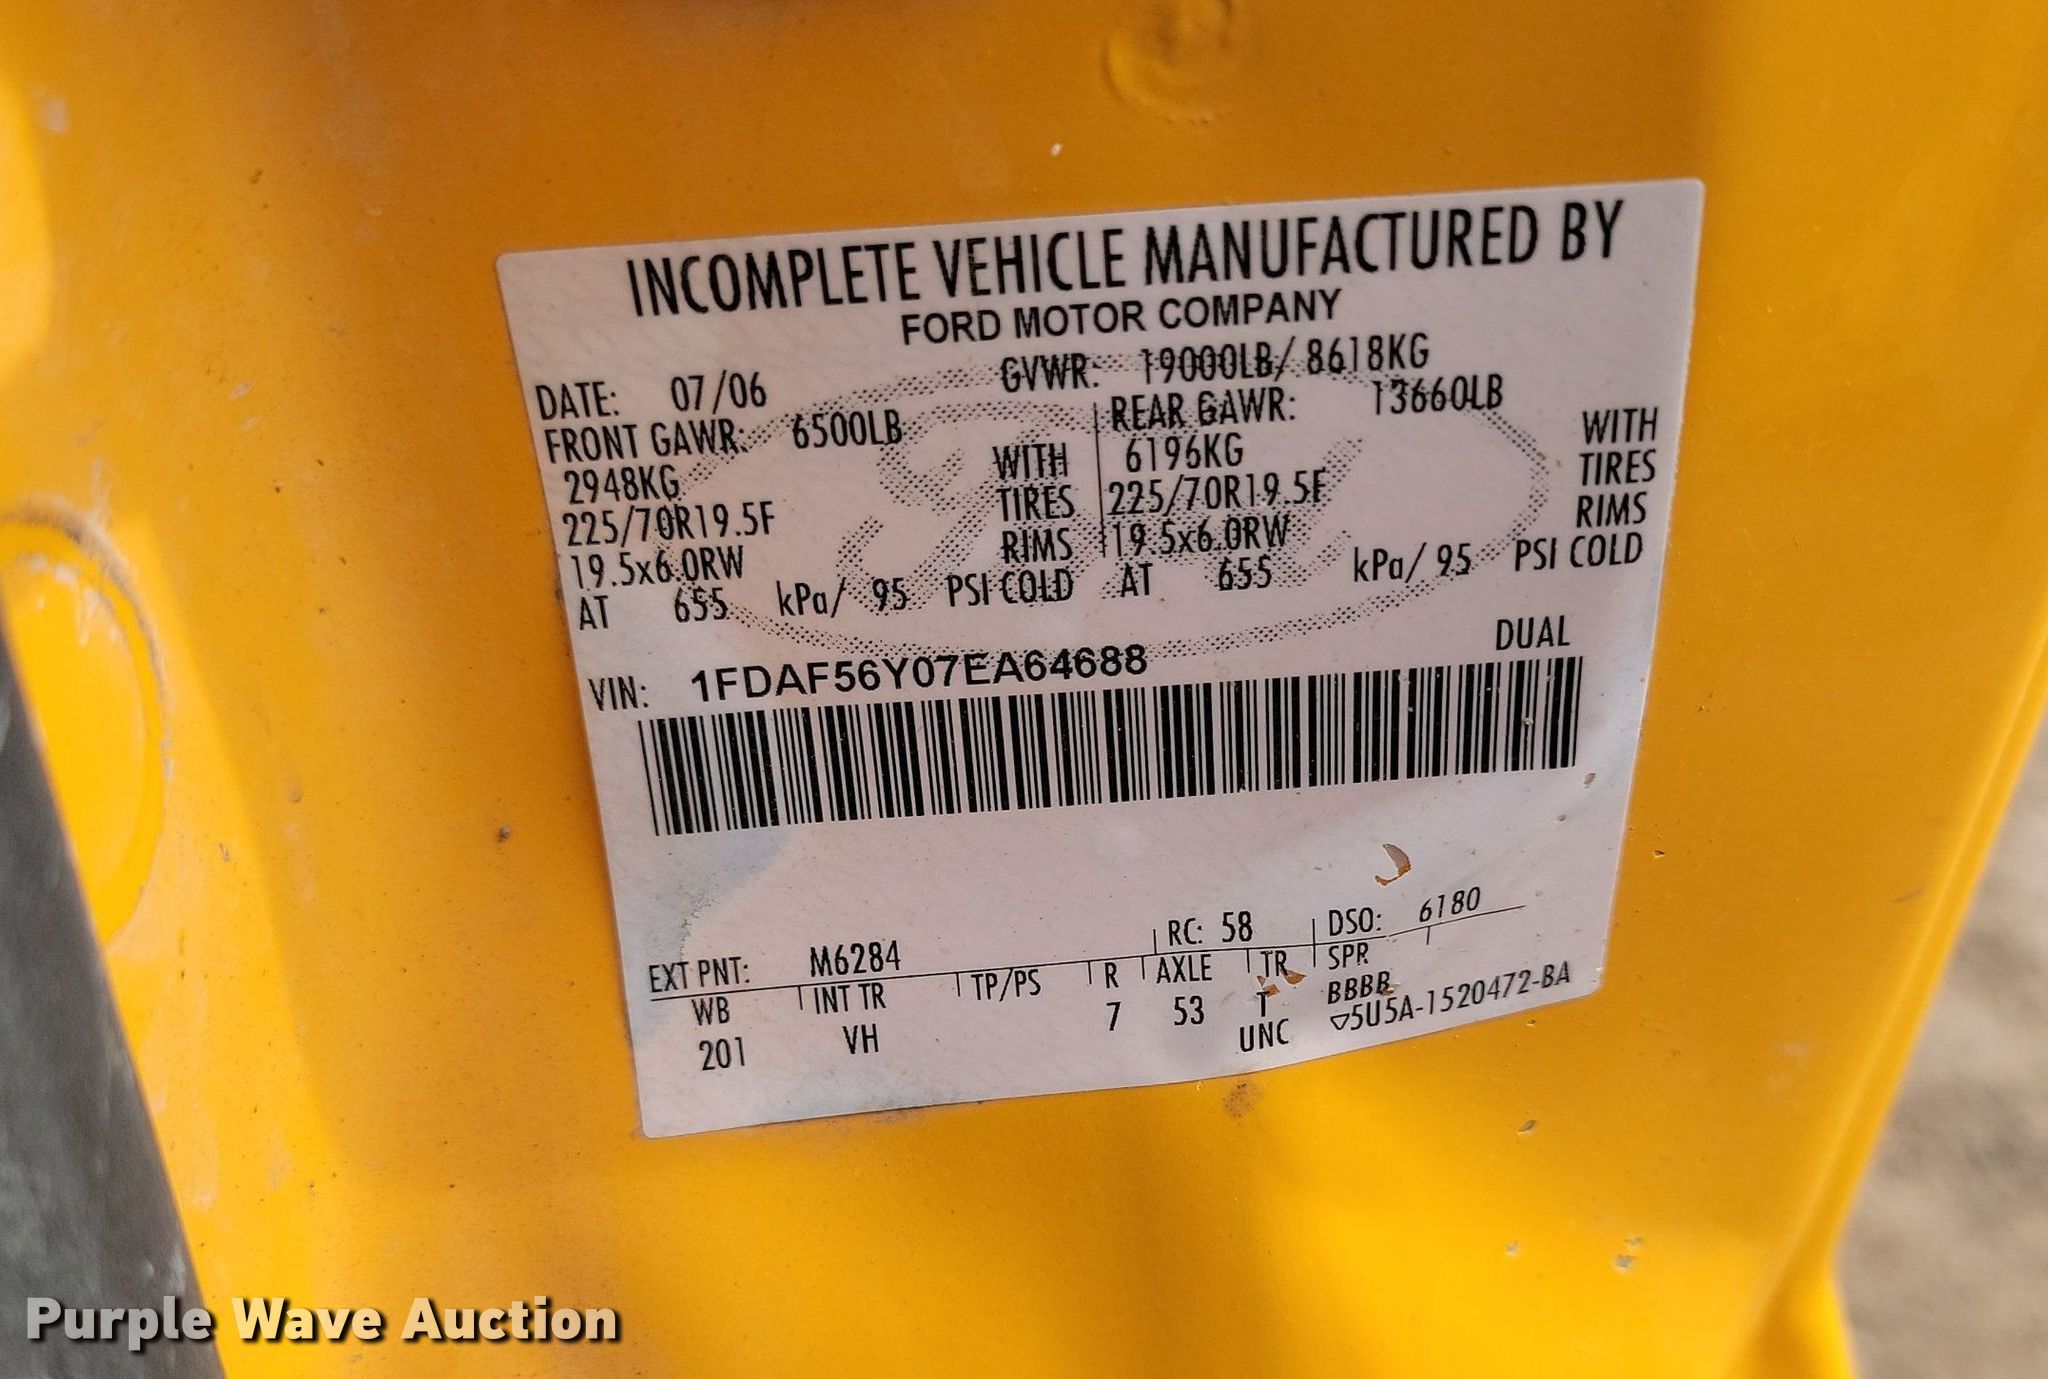 INCOMPLETE VEHICLE MANUFACTURED BY
FORD MOTOR COMPANY
DATE: 07/06 GVWR: 19000LB/ 8618KG
FRONT GAWR: 6500LB REAR GAWR: 13660LB
2948KG WITH 6196KG WITH
225/70R19.5F TIRES 225/70R19.5F TIRES
19.5x6.0RW RIMS 19.5x6.0RW RIMS
AT 655 kPa/ 95 PSI COLD AT 655 kPa/ 95 PSI COLD
DUAL
VIN: 1FDAF56Y07EA64688
EXT PNT: M6284 RC: 58 DSO: 6180
WB INT TR TP/PS R AXLE TR SPR
201 VH 7 53 T BBBB
UNC ▽5U5A-1520472-BA
Purple Wave Auction